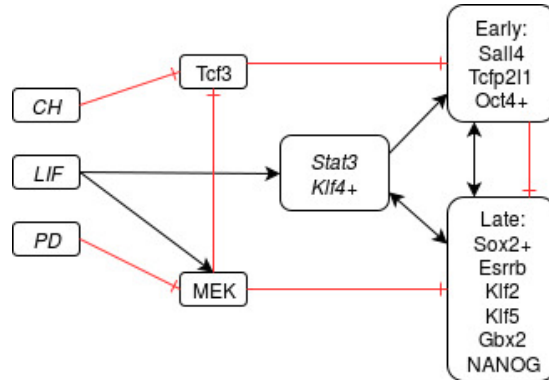 CH
LIF
PD
Tcf3
MEK
Stat3
Klf4+
Early:
Sall4
Tcfp2l1
Oct4+
Late:
Sox2+
Esrrb
Klf2
Klf5
Gbx2
NANOG